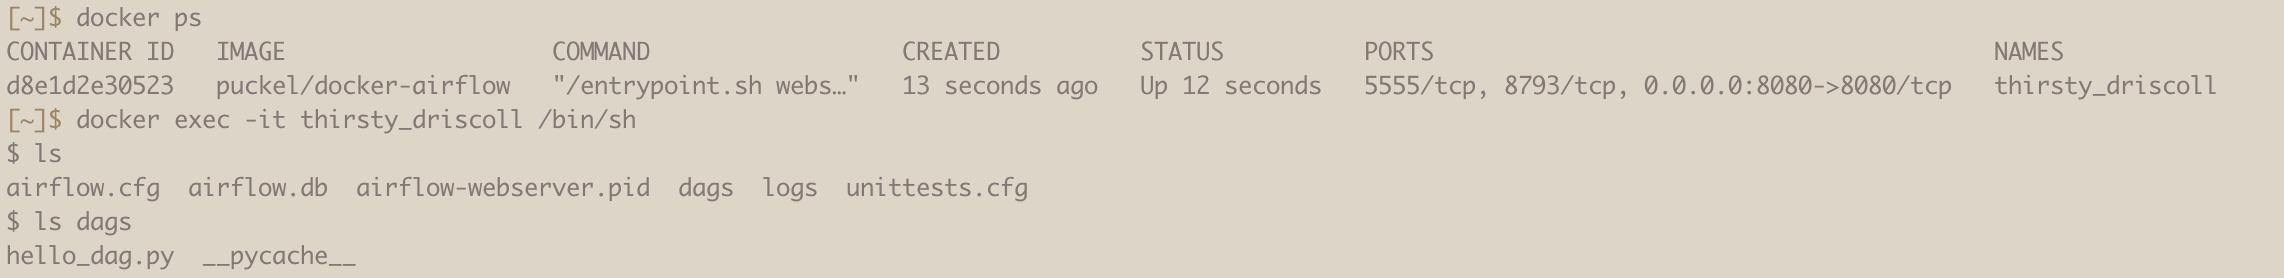 [~]$ docker ps
CONTAINER ID   IMAGE                   COMMAND                  CREATED          STATUS          PORTS                                        NAMES
d8e1d2e30523   puckel/docker-airflow   "/entrypoint.sh webs…"   13 seconds ago   Up 12 seconds   5555/tcp, 8793/tcp, 0.0.0.0:8080->8080/tcp   thirsty_driscoll
[~]$ docker exec -it thirsty_driscoll /bin/sh
$ ls
airflow.cfg  airflow.db  airflow-webserver.pid  dags  logs  unittests.cfg
$ ls dags
hello_dag.py  __pycache__